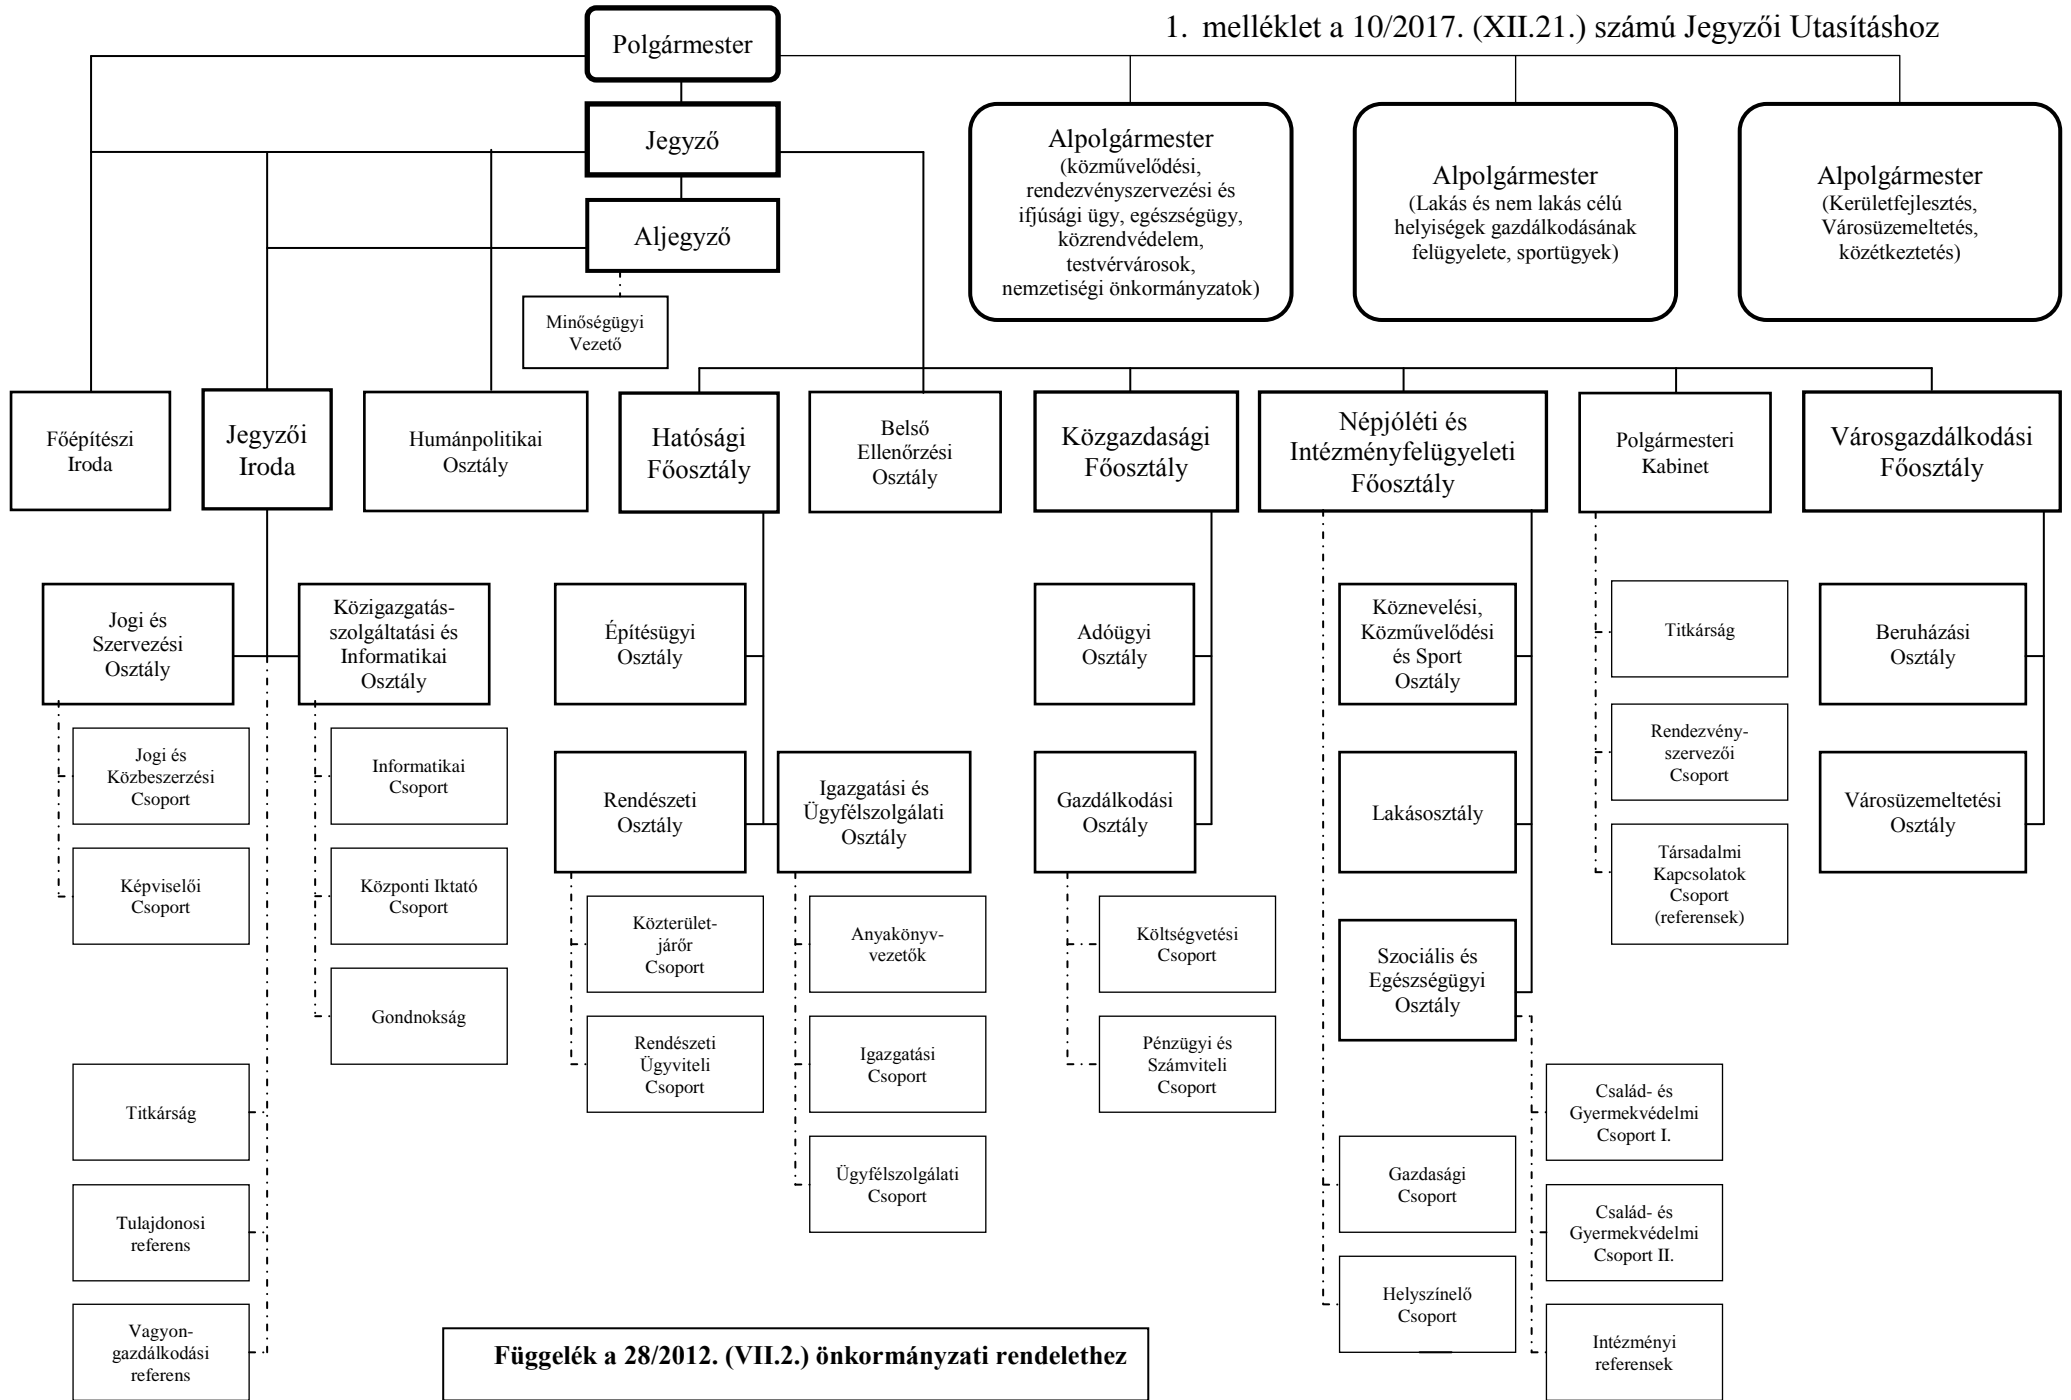 1. melléklet a 10/2017. (XII.21.) számú Jegyzői Utasításhoz
Polgármester
Jegyző
Aljegyző
Minőségügyi
Vezető
Alpolgármester
(közművelődési,
rendezvényszervezési és
ifjúsági ügy, egészségügy,
közrendvédelem,
testvérvárosok,
nemzetiségi önkormányzatok)
Alpolgármester
(Lakás és nem lakás célú
helyiségek gazdálkodásának
felügyelete, sportügyek)
Alpolgármester
(Kerületfejlesztés,
Városüzemeltetés,
közétkeztetés)
Főépítészi
Iroda
Jegyzői
Iroda
Humánpolitikai
Osztály
Hatósági
Főosztály
Belső
Ellenőrzési
Osztály
Közgazdasági
Főosztály
Népjóléti és
Intézményfelügyeleti
Főosztály
Polgármesteri
Kabinet
Városgazdálkodási
Főosztály
Jogi és
Szervezési
Osztály
Közigazgatás-
szolgáltatási és
Informatikai
Osztály
Építésügyi
Osztály
Adóügyi
Osztály
Köznevelési,
Közművelődési
és Sport
Osztály
Titkárság
Beruházási
Osztály
Jogi és
Közbeszerzési
Csoport
Informatikai
Csoport
Rendészeti
Osztály
Igazgatási és
Ügyfélszolgálati
Osztály
Gazdálkodási
Osztály
Lakásosztály
Rendezvény-
szervezői
Csoport
Városüzemeltetési
Osztály
Képviselői
Csoport
Központi Iktató
Csoport
Közterület-
járőr
Csoport
Anyakönyv-
vezetők
Költségvetési
Csoport
Szociális és
Egészségügyi
Osztály
Társadalmi
Kapcsolatok
Csoport
(referensek)
Gondnokság
Rendészeti
Ügyviteli
Csoport
Igazgatási
Csoport
Pénzügyi és
Számviteli
Csoport
Titkárság
Család- és
Gyermekvédelmi
Csoport I.
Ügyfélszolgálati
Csoport
Gazdasági
Csoport
Tulajdonosi
referens
Család- és
Gyermekvédelmi
Csoport II.
Helyszínelő
Csoport
Vagyon-
gazdálkodási
referens
Intézményi
referensek
Függelék a 28/2012. (VII.2.) önkormányzati rendelethez